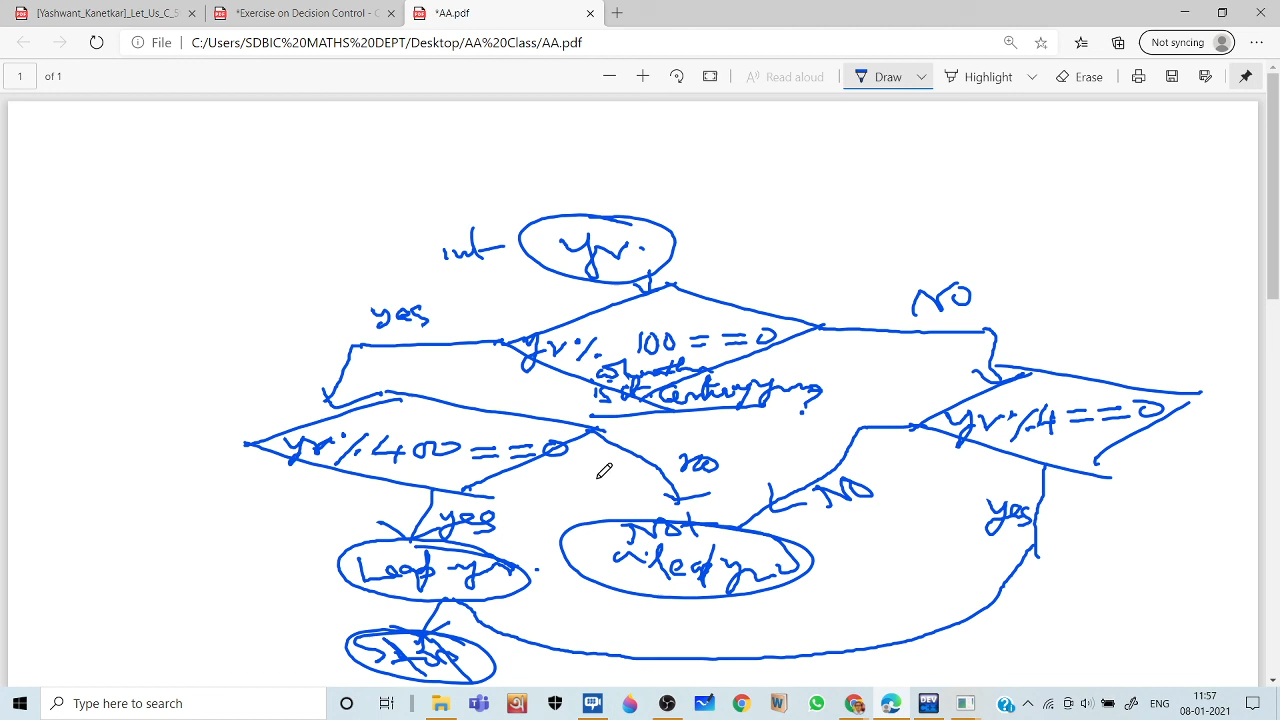 [Yashwant_Kanetkar]_Let_Us_C_S
*Exercise on Decision Control - C
*AA.pdf
File
C:/Users/SDBIC%20MATHS%20DEPT/Desktop/AA%20Class/AA.pdf
Not syncing
1
of 1
Read aloud
Draw
Highlight
Erase
int
yr.
yes
NO
yr % 100 == 0
is century ?
yr % 400 == 0
yr % 4 == 0
no
NO
yes
yes
Not
a leap yr
Leap yr.
Type here to search
ENG
11:57
08-01-2021